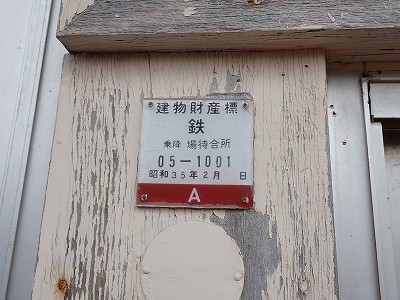 建物財産標
鉄
乗降 場待合所
05-1001
昭和35年2月 日
A